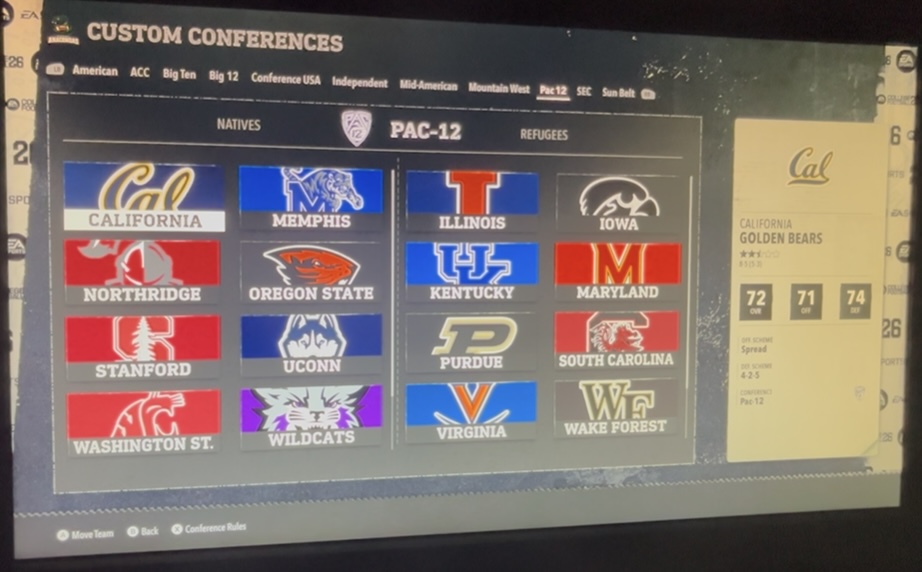 CUSTOM CONFERENCES
American ACC Big Ten Big 12 Conference USA Independent Mid-American Mountain West Pac 12 SEC Sun Belt
NATIVES PAC-12 REFUGEES
CALIFORNIA MEMPHIS ILLINOIS IOWA
NORTHRIDGE OREGON STATE KENTUCKY MARYLAND
STANFORD UCONN PURDUE SOUTH CAROLINA
WASHINGTON ST. WILDCATS VIRGINIA WAKE FOREST
Cal
CALIFORNIA
GOLDEN BEARS
72 71 74
OVR OFF DEF
OFF SCHEME
Spread
DEF SCHEME
4-2-5
CONFERENCE
Pac-12
Move Team Back Conference Rules